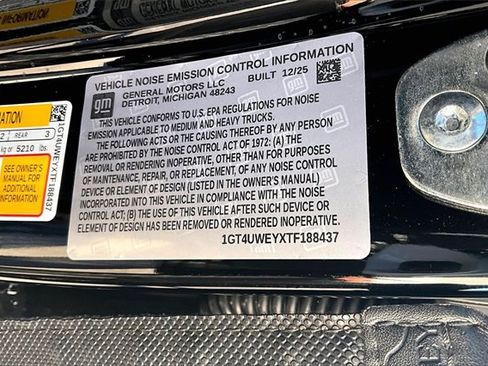 VEHICLE NOISE EMISSION CONTROL INFORMATION
gm
GENERAL MOTORS LLC BUILT 12/25
DETROIT, MICHIGAN 48243
THIS VEHICLE CONFORMS TO U.S. EPA REGULATIONS FOR NOISE
EMISSION APPLICABLE TO MEDIUM AND HEAVY TRUCKS.
THE FOLLOWING ACTS OR THE CAUSING THEREOF BY ANY PERSON
ARE PROHIBITED BY THE NOISE CONTROL ACT OF 1972: (A) THE
REMOVAL OR RENDERING INOPERATIVE, OTHER THAN FOR PURPOSES
OF MAINTENANCE, REPAIR, OR REPLACEMENT, OF ANY NOISE CONTROL
DEVICE OR ELEMENT OF DESIGN (LISTED IN THE OWNER'S MANUAL)
INCORPORATED INTO THIS VEHICLE IN COMPLIANCE WITH THE NOISE
CONTROL ACT; (B) THE USE OF THIS VEHICLE AFTER SUCH DEVICE OR
ELEMENT OF DESIGN HAS BEEN REMOVED OR RENDERED INOPERATIVE.
1GT4UWEYXTF188437
2 REAR 3
kg or 5210 lbs.
SEE OWNER'S
MANUAL FOR
ADDITIONAL
INFORMATION
1GT4UWEYXTF188437